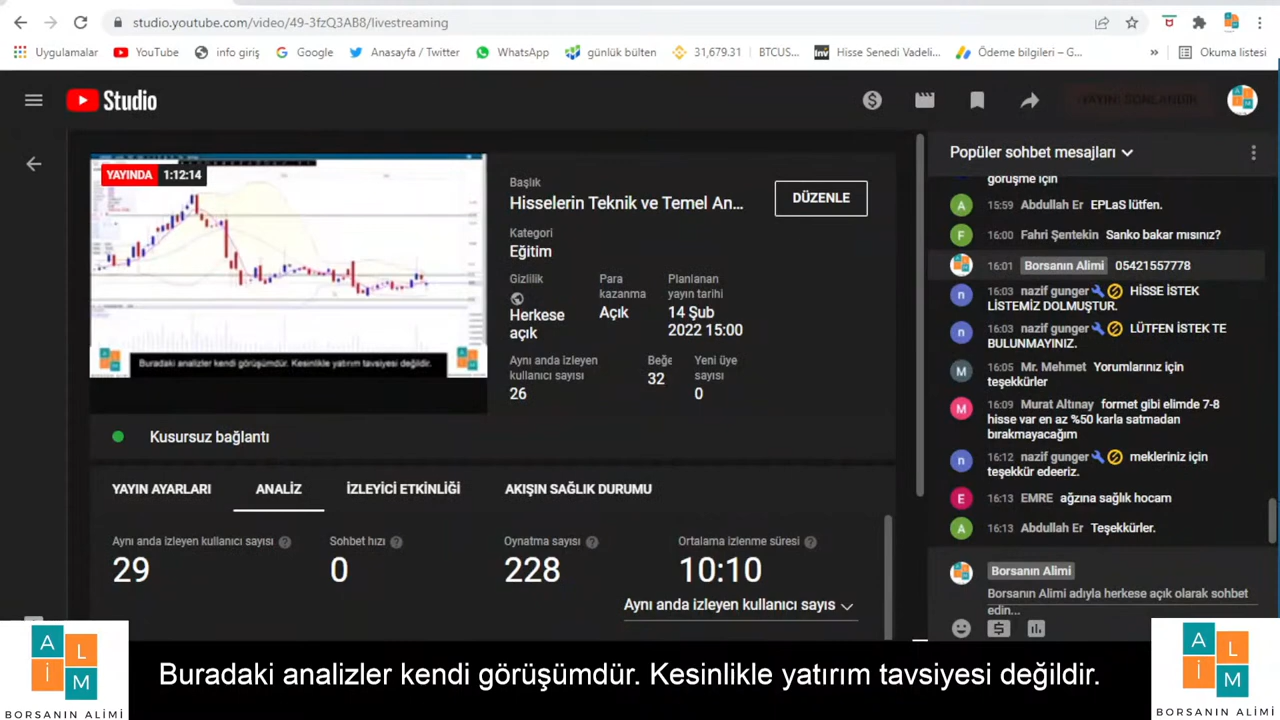 studio.youtube.com/video/49-3fzQ3AB8/livestreaming
Uygulamalar YouTube info giriş Google Anasayfa / Twitter WhatsApp günlük bülten 31,679.31 | BTCUS... Hisse Senedi Vadeli... Ödeme bilgileri – G... » Okuma listesi
Studio
YAYINI SONLANDIR
YAYINDA 1:12:14
Buradaki analizler kendi görüşümdür. Kesinlikle yatırım tavsiyesi değildir.
Başlık
Hisselerin Teknik ve Temel An...
DÜZENLE
Kategori
Eğitim
Gizlilik
Herkese
açık
Para
kazanma
Açık
Planlanan
yayın tarihi
14 Şub
2022 15:00
Aynı anda izleyen
kullanıcı sayısı
26
Beğe
32
Yeni üye
sayısı
0
Kusursuz bağlantı
YAYIN AYARLARI ANALİZ İZLEYİCİ ETKİNLİĞİ AKIŞIN SAĞLIK DURUMU
Aynı anda izleyen kullanıcı sayısı
29
Sohbet hızı
0
Oynatma sayısı
228
Ortalama izlenme süresi
10:10
Aynı anda izleyen kullanıcı sayıs
Popüler sohbet mesajları
görüşme için
A 15:59 Abdullah Er EPLaS lütfen.
F 16:00 Fahri Şentekin Sanko bakar mısınız?
16:01 Borsanın Alimi 05421557778
n 16:03 nazif gunger HİSSE İSTEK
LİSTEMİZ DOLMUŞTUR.
n 16:03 nazif gunger LÜTFEN İSTEK TE
BULUNMAYINIZ.
M 16:05 Mr. Mehmet Yorumlarınız için
teşekkürler
M 16:09 Murat Altınay formet gibi elimde 7-8
hisse var en az %50 karla satmadan
bırakmayacağım
n 16:12 nazif gunger mekleriniz için
teşekkür edeeriz.
E 16:13 EMRE ağzına sağlık hocam
A 16:13 Abdullah Er Teşekkürler.
Borsanın Alimi
Borsanın Alimi adıyla herkese açık olarak sohbet
edin...
A L İ M
BORSANIN ALİMİ
Buradaki analizler kendi görüşümdür. Kesinlikle yatırım tavsiyesi değildir.
A L İ M
BORSANIN ALİMİ